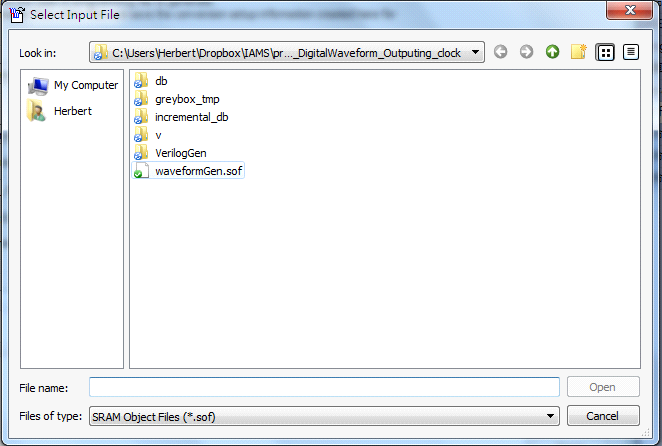 Select Input File
Look in:
C:\Users\Herbert\Dropbox\IAMS\pr..._DigitalWaveform_Outputing_clock
My Computer
Herbert
db
greybox_tmp
incremental_db
v
VerilogGen
waveformGen.sof
File name:
Open
Files of type:
SRAM Object Files (*.sof)
Cancel